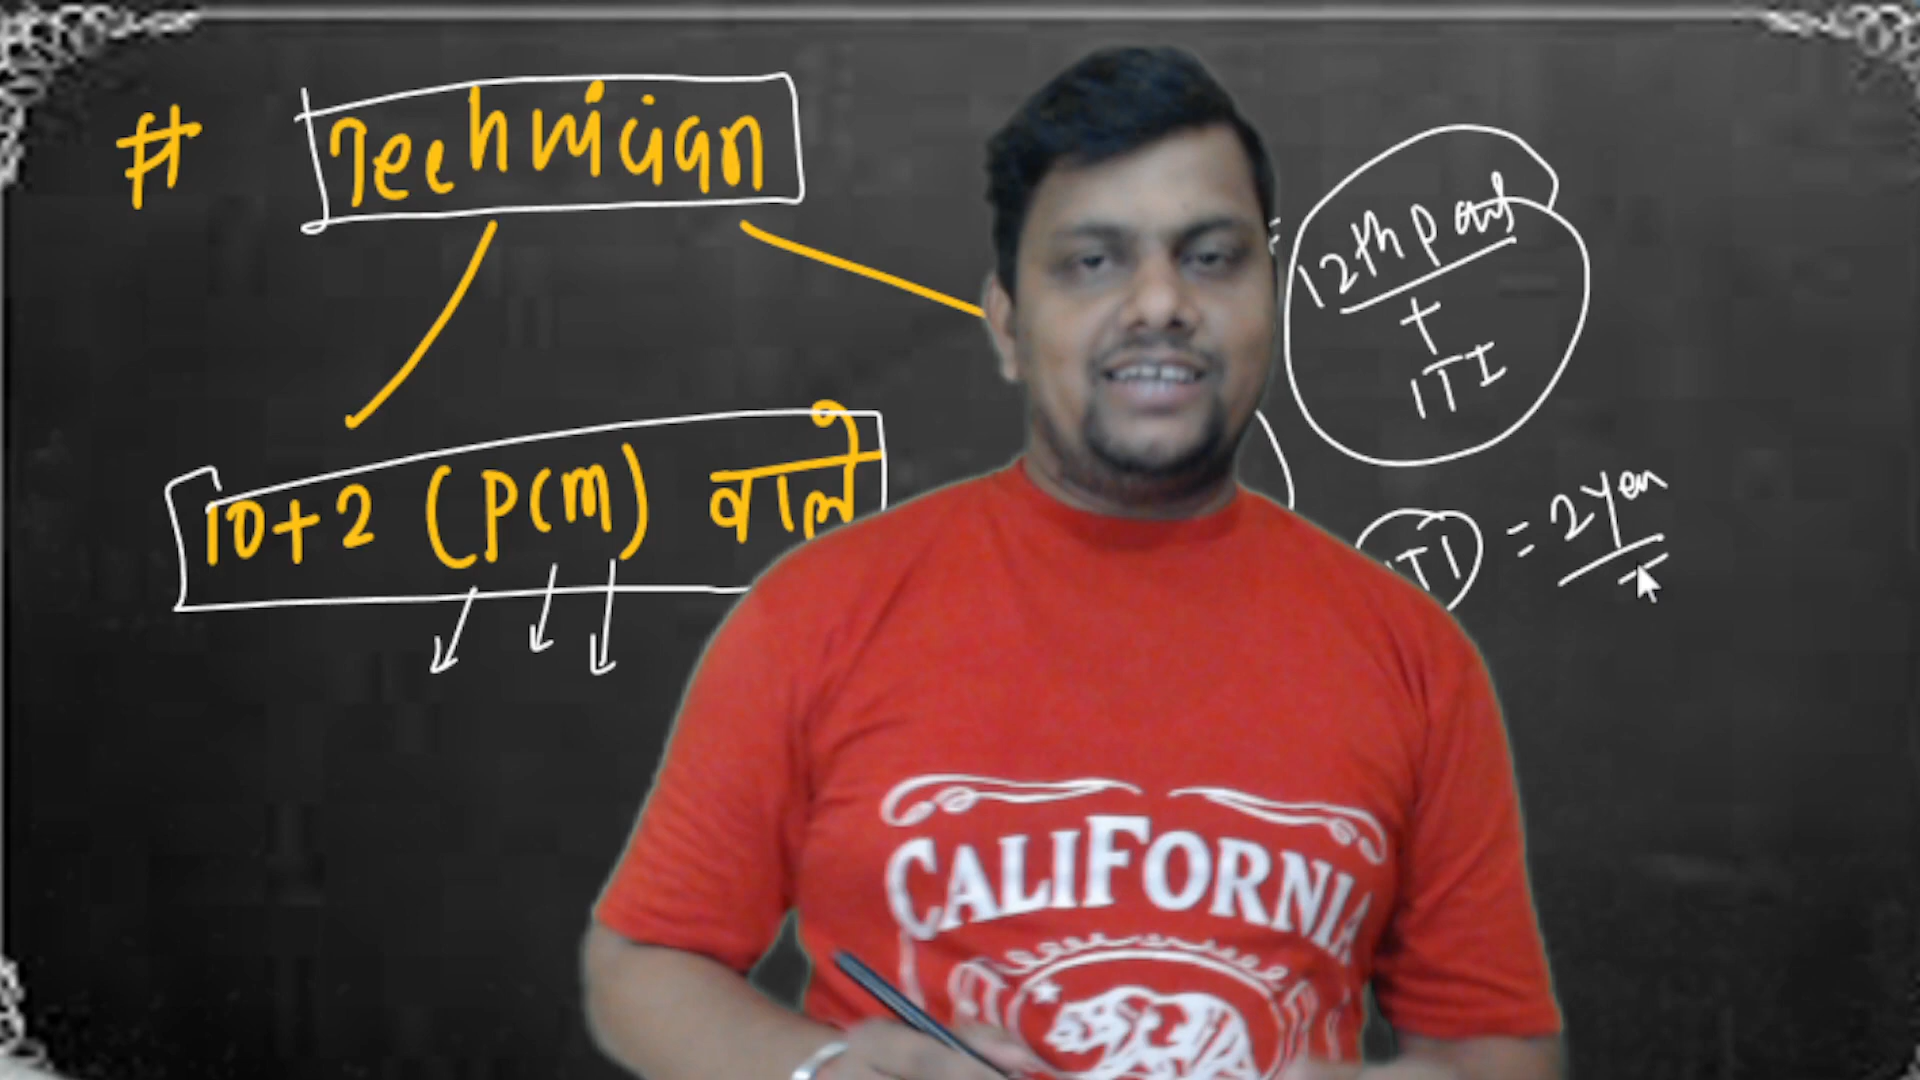 # Technician
12th pass
+
ITI
10+2 (PCM) वाले
ITI = 2 Year
CALIFORNIA